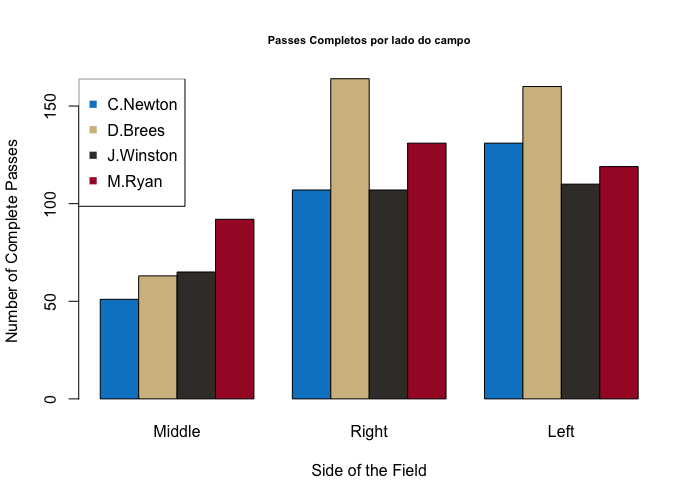 Passes Completos por lado do campo
Number of Complete Passes
150
100
50
0
C.Newton
D.Brees
J.Winston
M.Ryan
Middle
Right
Left
Side of the Field